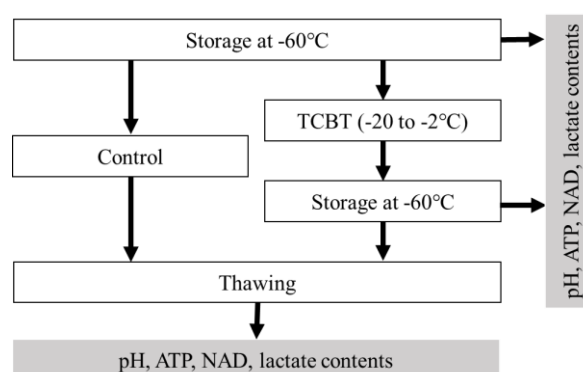 Storage at -60℃
TCBT (-20 to -2℃)
Control
Storage at -60℃
Thawing
pH, ATP, NAD, lactate contents
pH, ATP, NAD, lactate contents